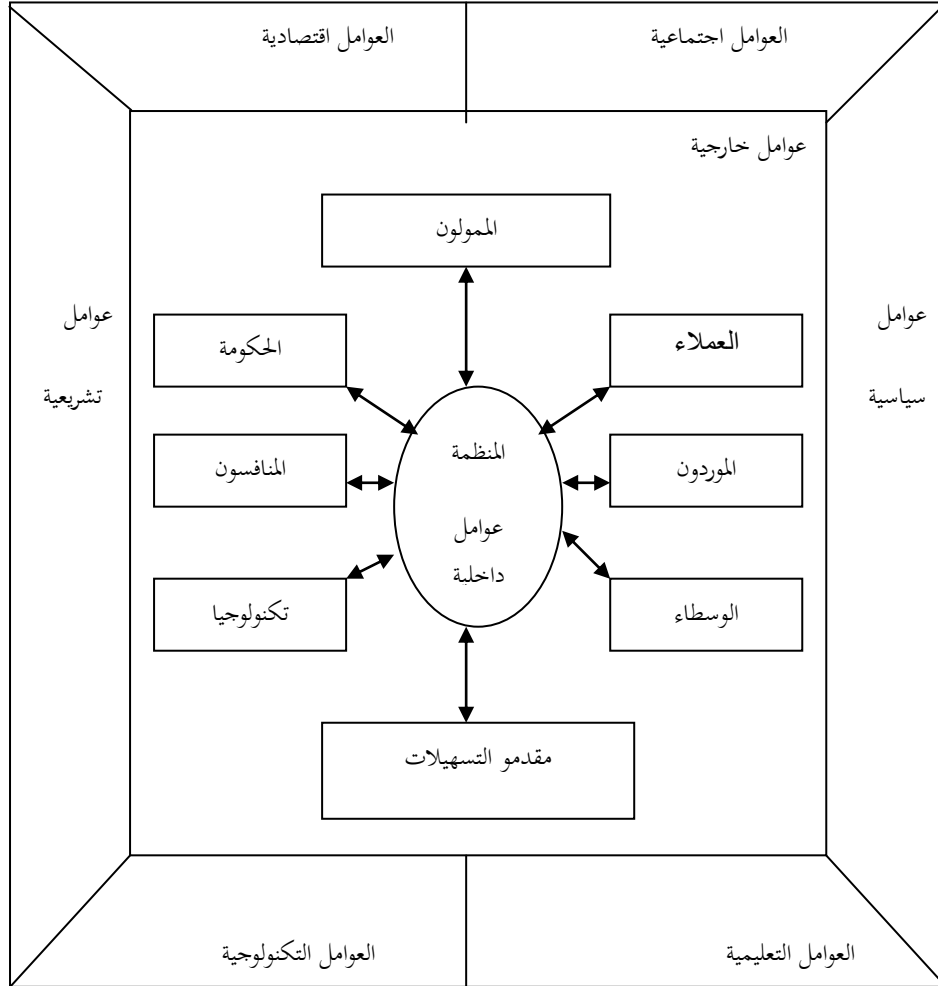 العوامل اجتماعية
العوامل اقتصادية
عوامل خارجية
الممولون
عوامل
سياسية
العملاء
الحكومة
عوامل
تشريعية
المنظمة
عوامل
داخلية
الموردون
المنافسون
الوسطاء
تكنولوجيا
مقدمو التسهيلات
العوامل التعليمية
العوامل التكنولوجية